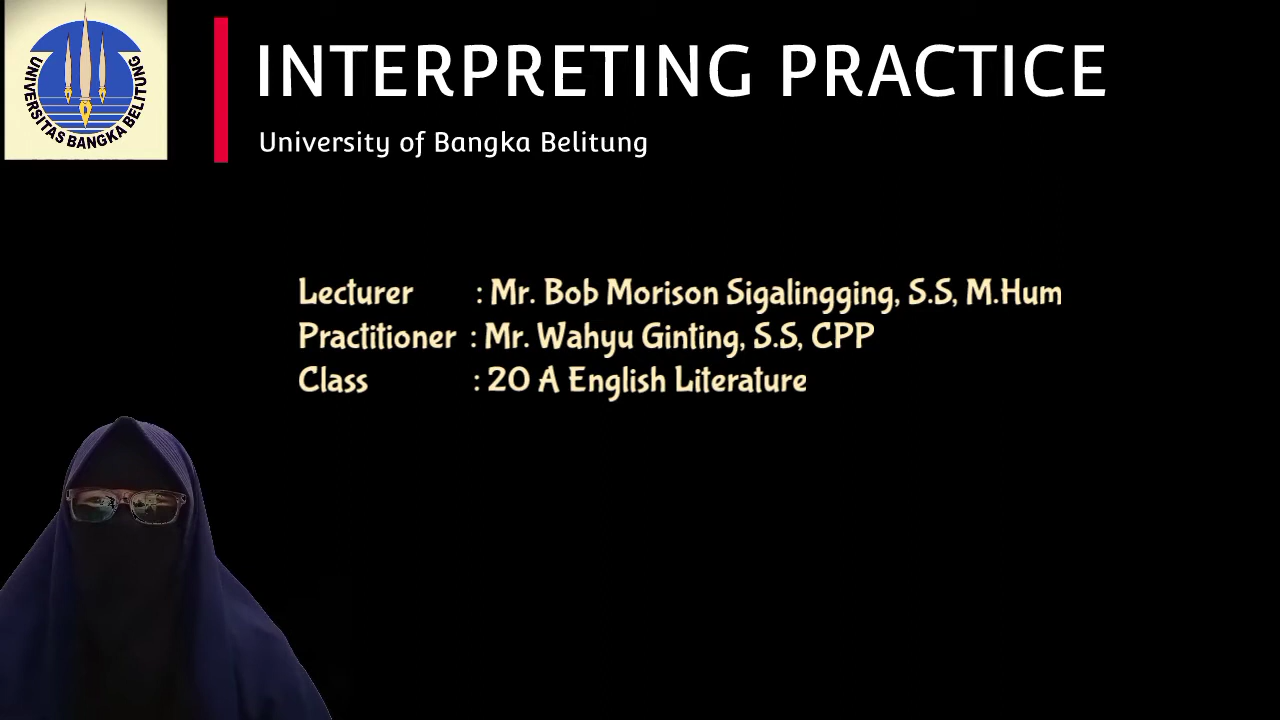 UNIVERSITAS BANGKA BELITUNG
INTERPRETING PRACTICE
University of Bangka Belitung
Lecturer : Mr. Bob Morison Sigalingging, S.S, M.Hum
Practitioner : Mr. Wahyu Ginting, S.S, CPP
Class : 20 A English Literature